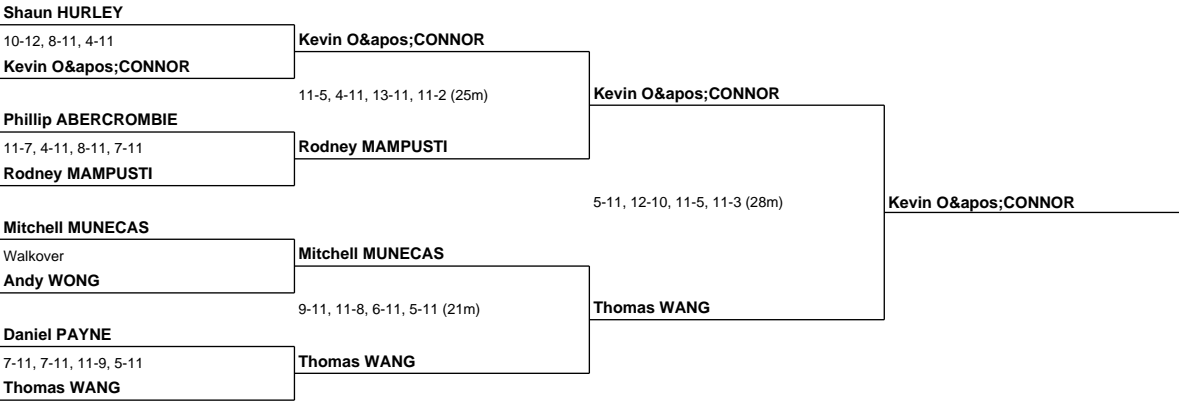 Shaun HURLEY
10-12, 8-11, 4-11
Kevin O&apos;CONNOR
Phillip ABERCROMBIE
11-7, 4-11, 8-11, 7-11
Rodney MAMPUSTI
Mitchell MUNECAS
Walkover
Andy WONG
Daniel PAYNE
7-11, 7-11, 11-9, 5-11
Thomas WANG
Kevin O&apos;CONNOR
11-5, 4-11, 13-11, 11-2 (25m)
Rodney MAMPUSTI
Mitchell MUNECAS
9-11, 11-8, 6-11, 5-11 (21m)
Thomas WANG
Kevin O&apos;CONNOR
5-11, 12-10, 11-5, 11-3 (28m)
Thomas WANG
Kevin O&apos;CONNOR